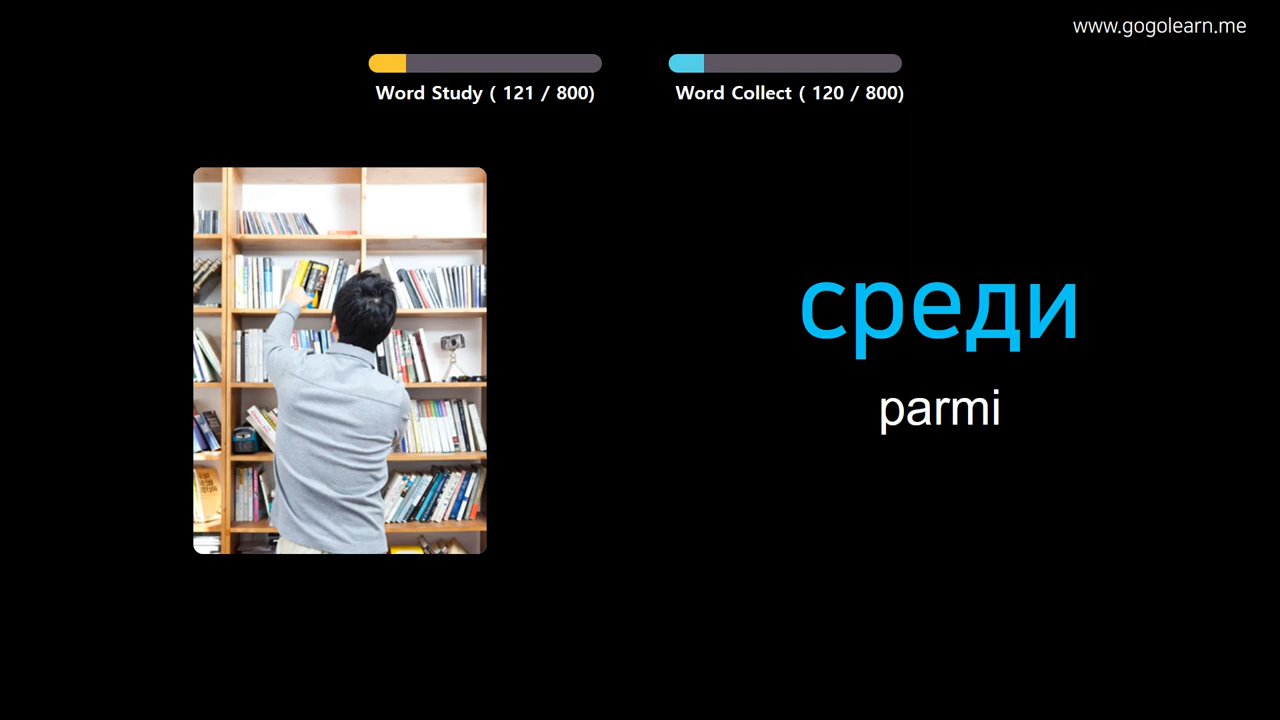 www.gogolearn.me
Word Study ( 121 / 800)
Word Collect ( 120 / 800)
среди
parmi